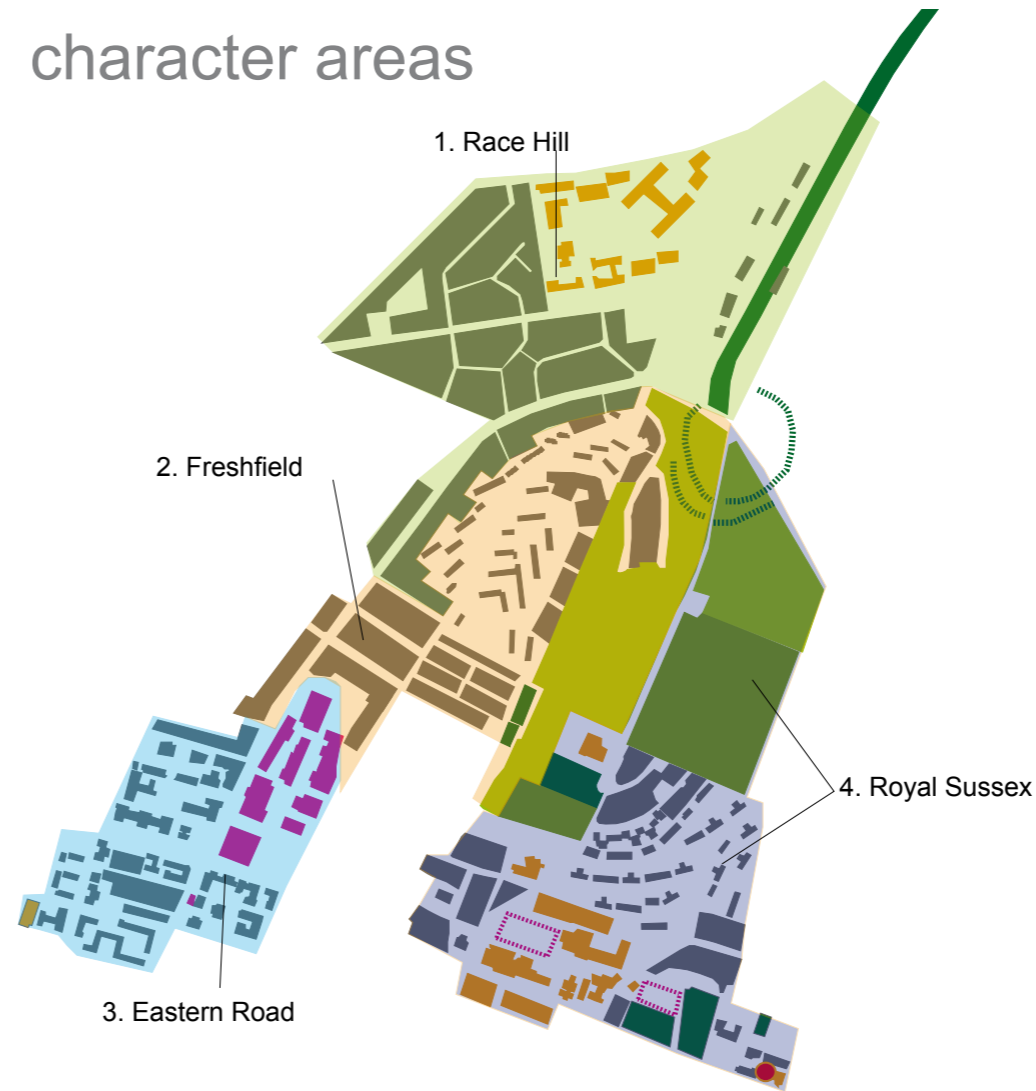 character areas
1. Race Hill
2. Freshfield
4. Royal Sussex
3. Eastern Road